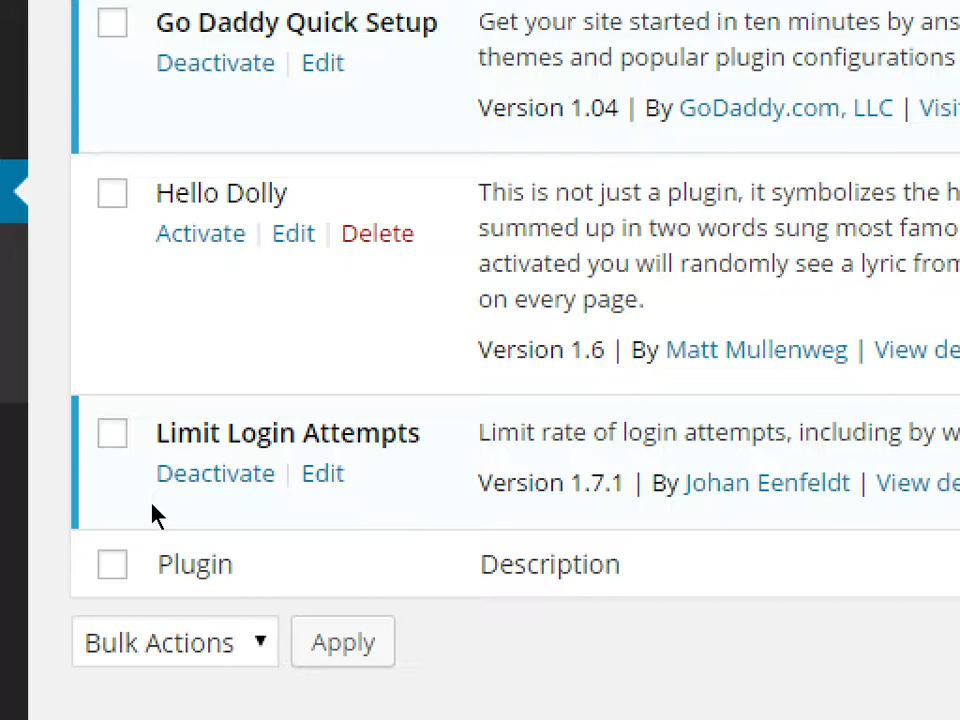 Go Daddy Quick Setup
Deactivate | Edit
Get your site started in ten minutes by ans
themes and popular plugin configurations
Version 1.04 | By GoDaddy.com, LLC | Visi
Hello Dolly
Activate | Edit | Delete
This is not just a plugin, it symbolizes the h
summed up in two words sung most famo
activated you will randomly see a lyric from
on every page.
Version 1.6 | By Matt Mullenweg | View de
Limit Login Attempts
Deactivate | Edit
Limit rate of login attempts, including by w
Version 1.7.1 | By Johan Eenfeldt | View de
Plugin
Description
Bulk Actions
Apply